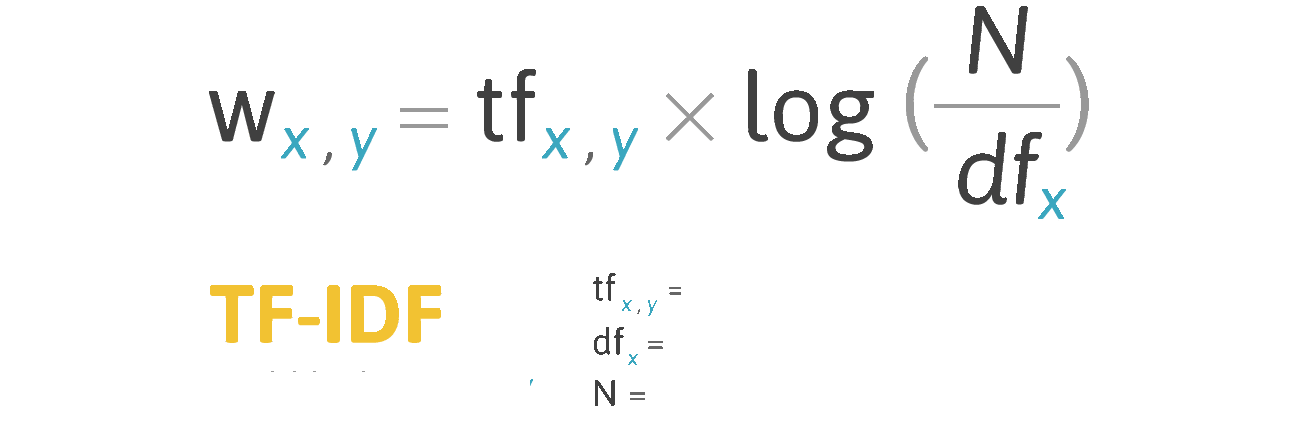 w x , y = tf x , y × log ( N / df x )
TF-IDF
tf x , y =
df x =
N =